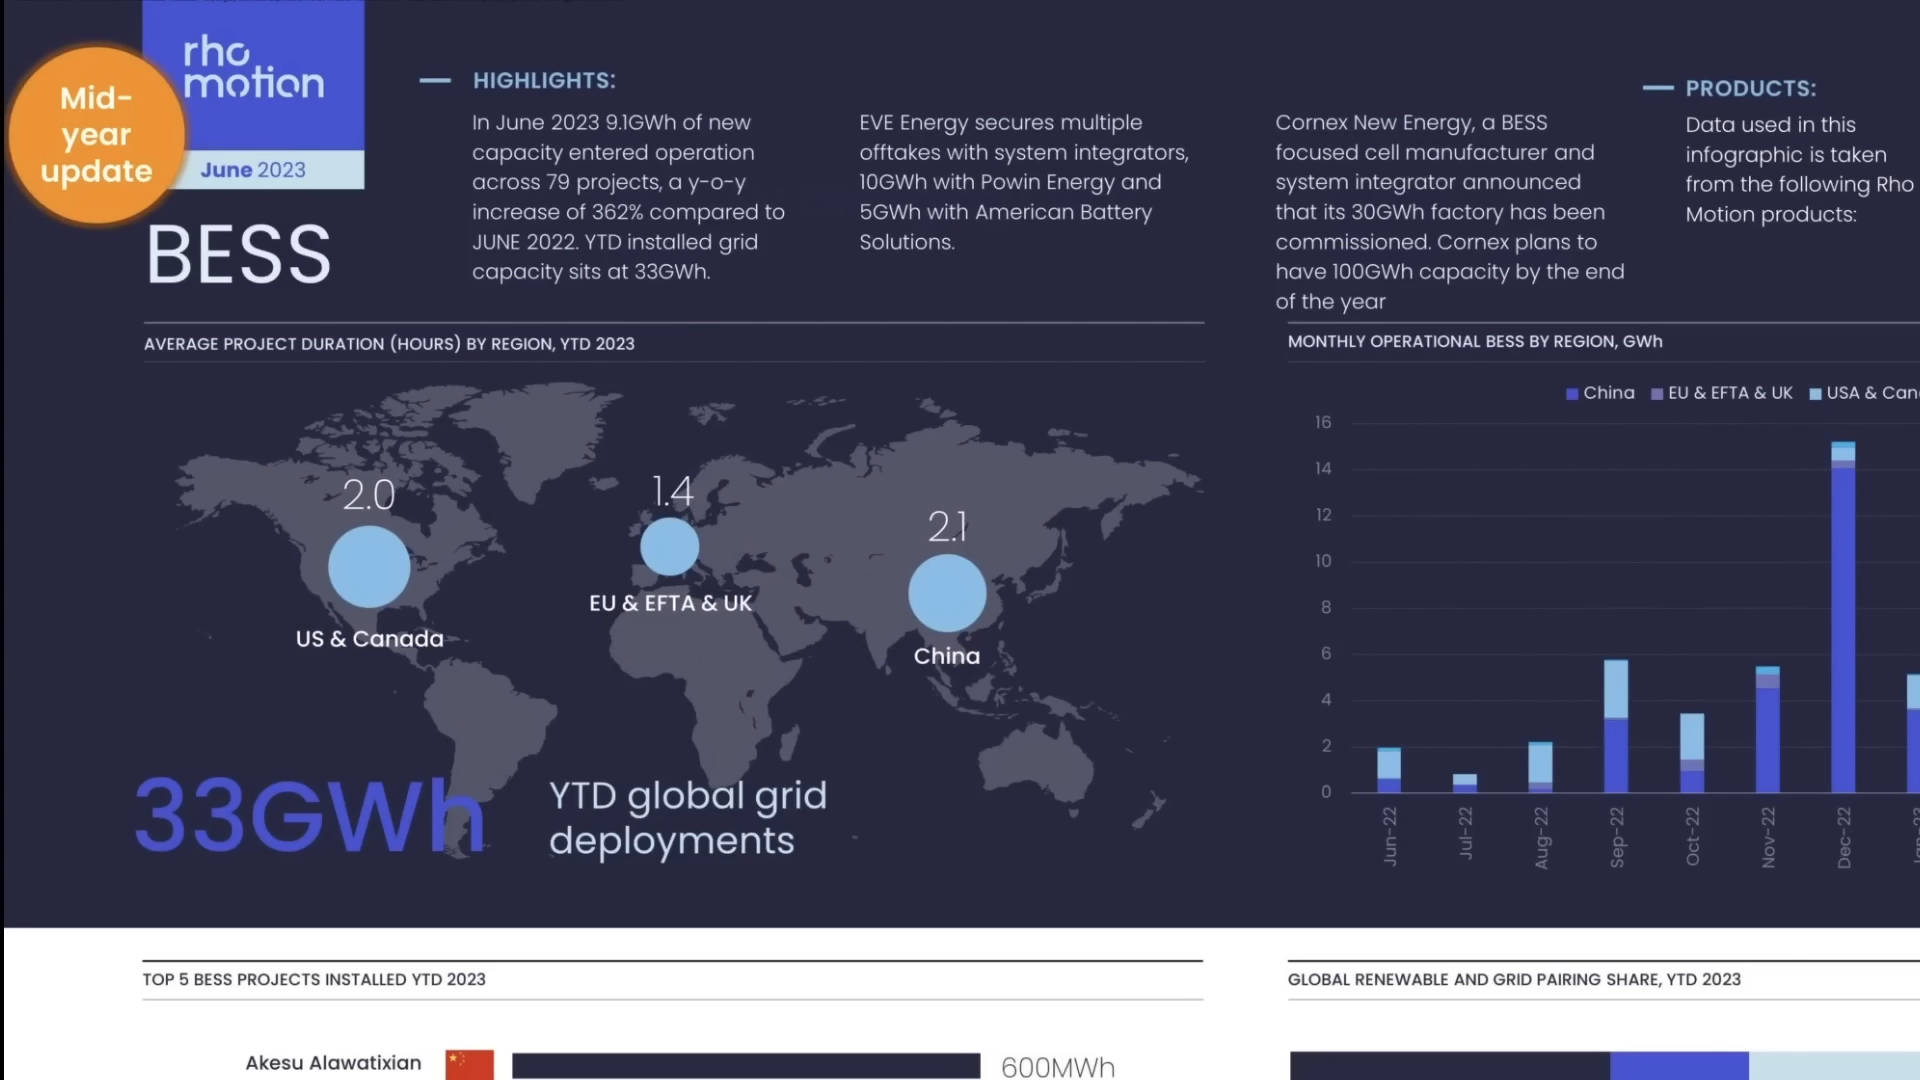 Mid-
year
update
rho
motion
June 2023
BESS
HIGHLIGHTS:
In June 2023 9.1GWh of new
capacity entered operation
across 79 projects, a y-o-y
increase of 362% compared to
JUNE 2022. YTD installed grid
capacity sits at 33GWh.
EVE Energy secures multiple
offtakes with system integrators,
10GWh with Powin Energy and
5GWh with American Battery
Solutions.
Cornex New Energy, a BESS
focused cell manufacturer and
system integrator announced
that its 30GWh factory has been
commissioned. Cornex plans to
have 100GWh capacity by the end
of the year
PRODUCTS:
Data used in this
infographic is taken
from the following Rho
Motion products:
AVERAGE PROJECT DURATION (HOURS) BY REGION, YTD 2023
2.0
US & Canada
1.4
EU & EFTA & UK
2.1
China
33GWh
YTD global grid
deployments
MONTHLY OPERATIONAL BESS BY REGION, GWh
China EU & EFTA & UK USA & Can
16
14
12
10
8
6
4
2
0
Jun-22
Jul-22
Aug-22
Sep-22
Oct-22
Nov-22
Dec-22
TOP 5 BESS PROJECTS INSTALLED YTD 2023
Akesu Alawatixian
600MWh
GLOBAL RENEWABLE AND GRID PAIRING SHARE, YTD 2023